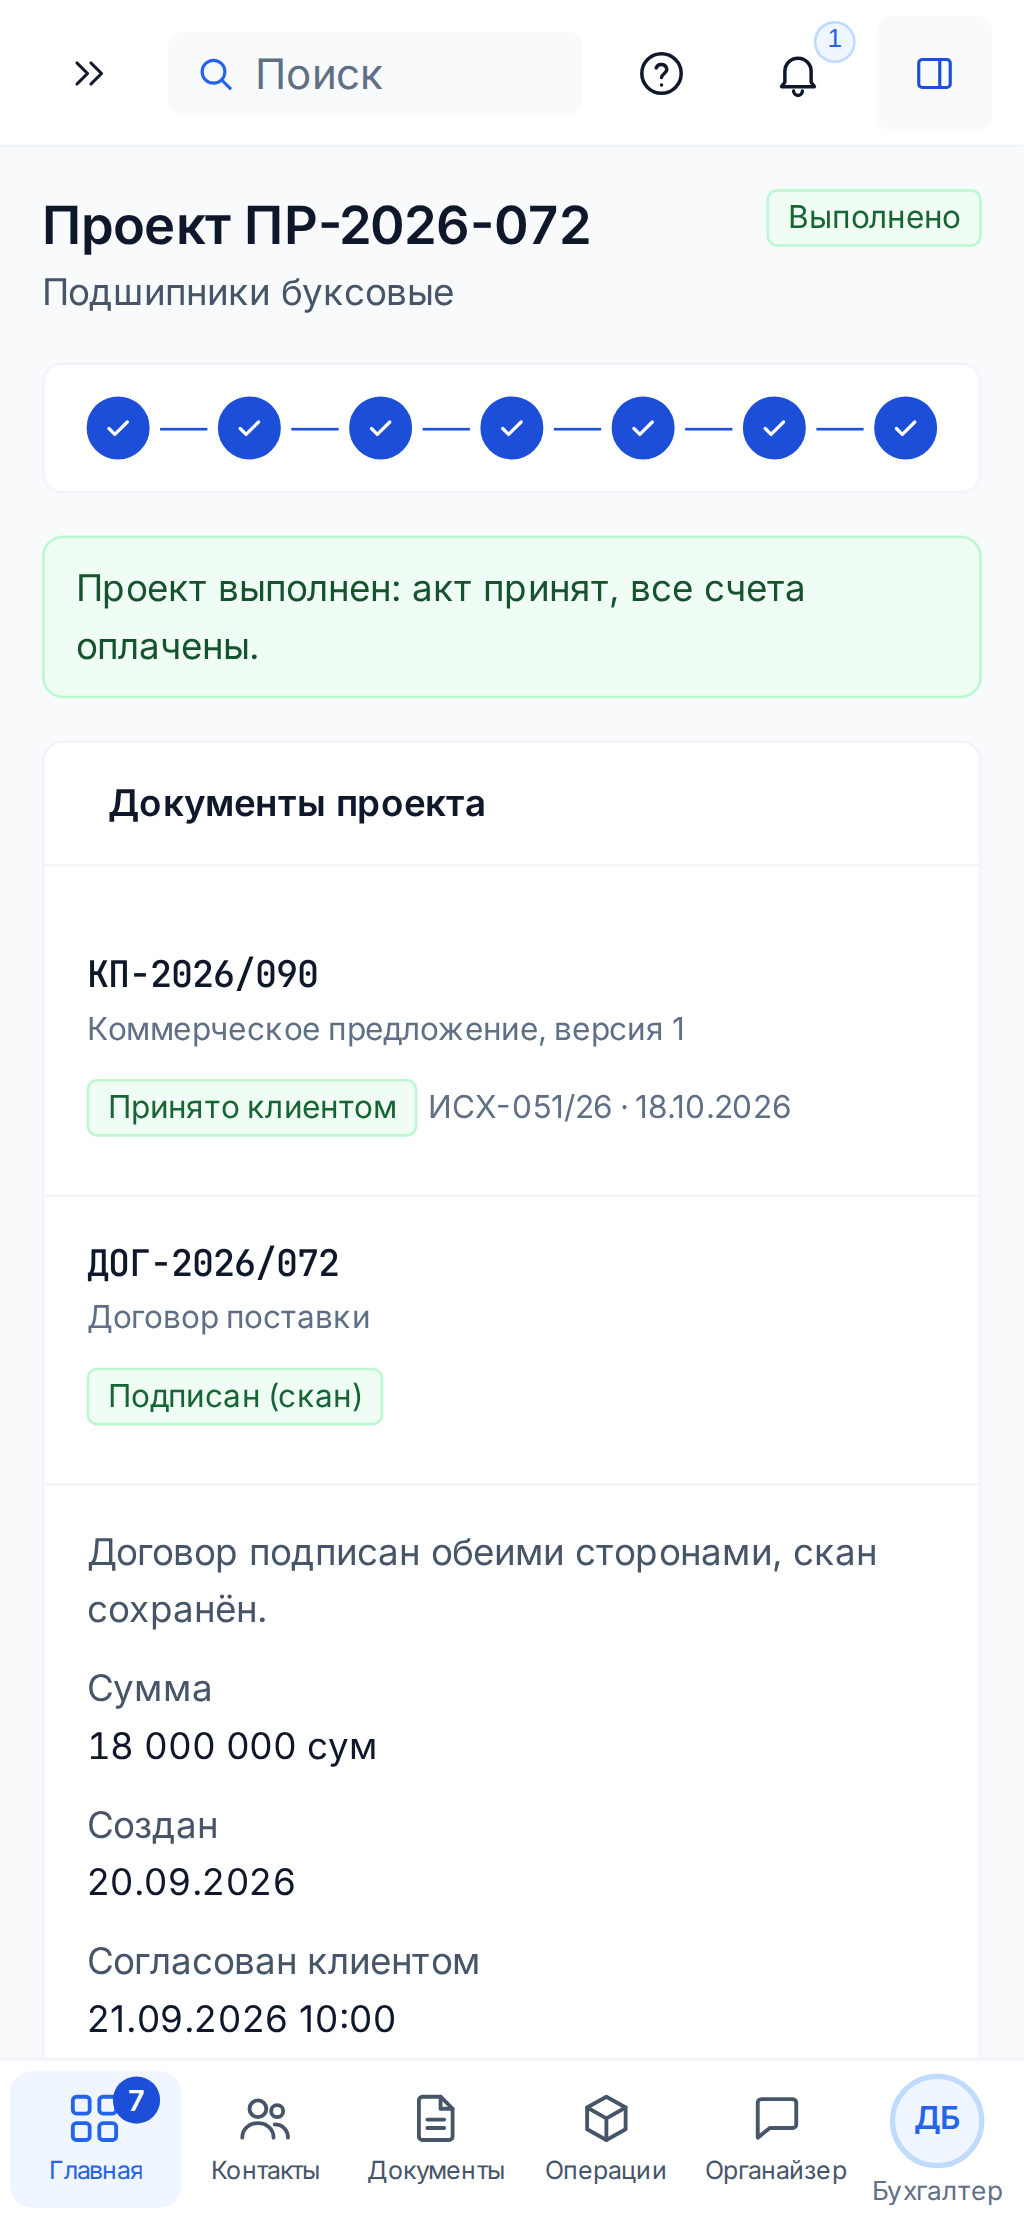 Поиск
1
Проект ПР-2026-072
Выполнено
Подшипники буксовые
Проект выполнен: акт принят, все счета
оплачены.
Документы проекта
КП-2026/090
Коммерческое предложение, версия 1
Принято клиентом ИСХ-051/26 · 18.10.2026
ДОГ-2026/072
Договор поставки
Подписан (скан)
Договор подписан обеими сторонами, скан
сохранён.
Сумма
18 000 000 сум
Создан
20.09.2026
Согласован клиентом
21.09.2026 10:00
7
ДБ
Главная Контакты Документы Операции Органайзер Бухгалтер